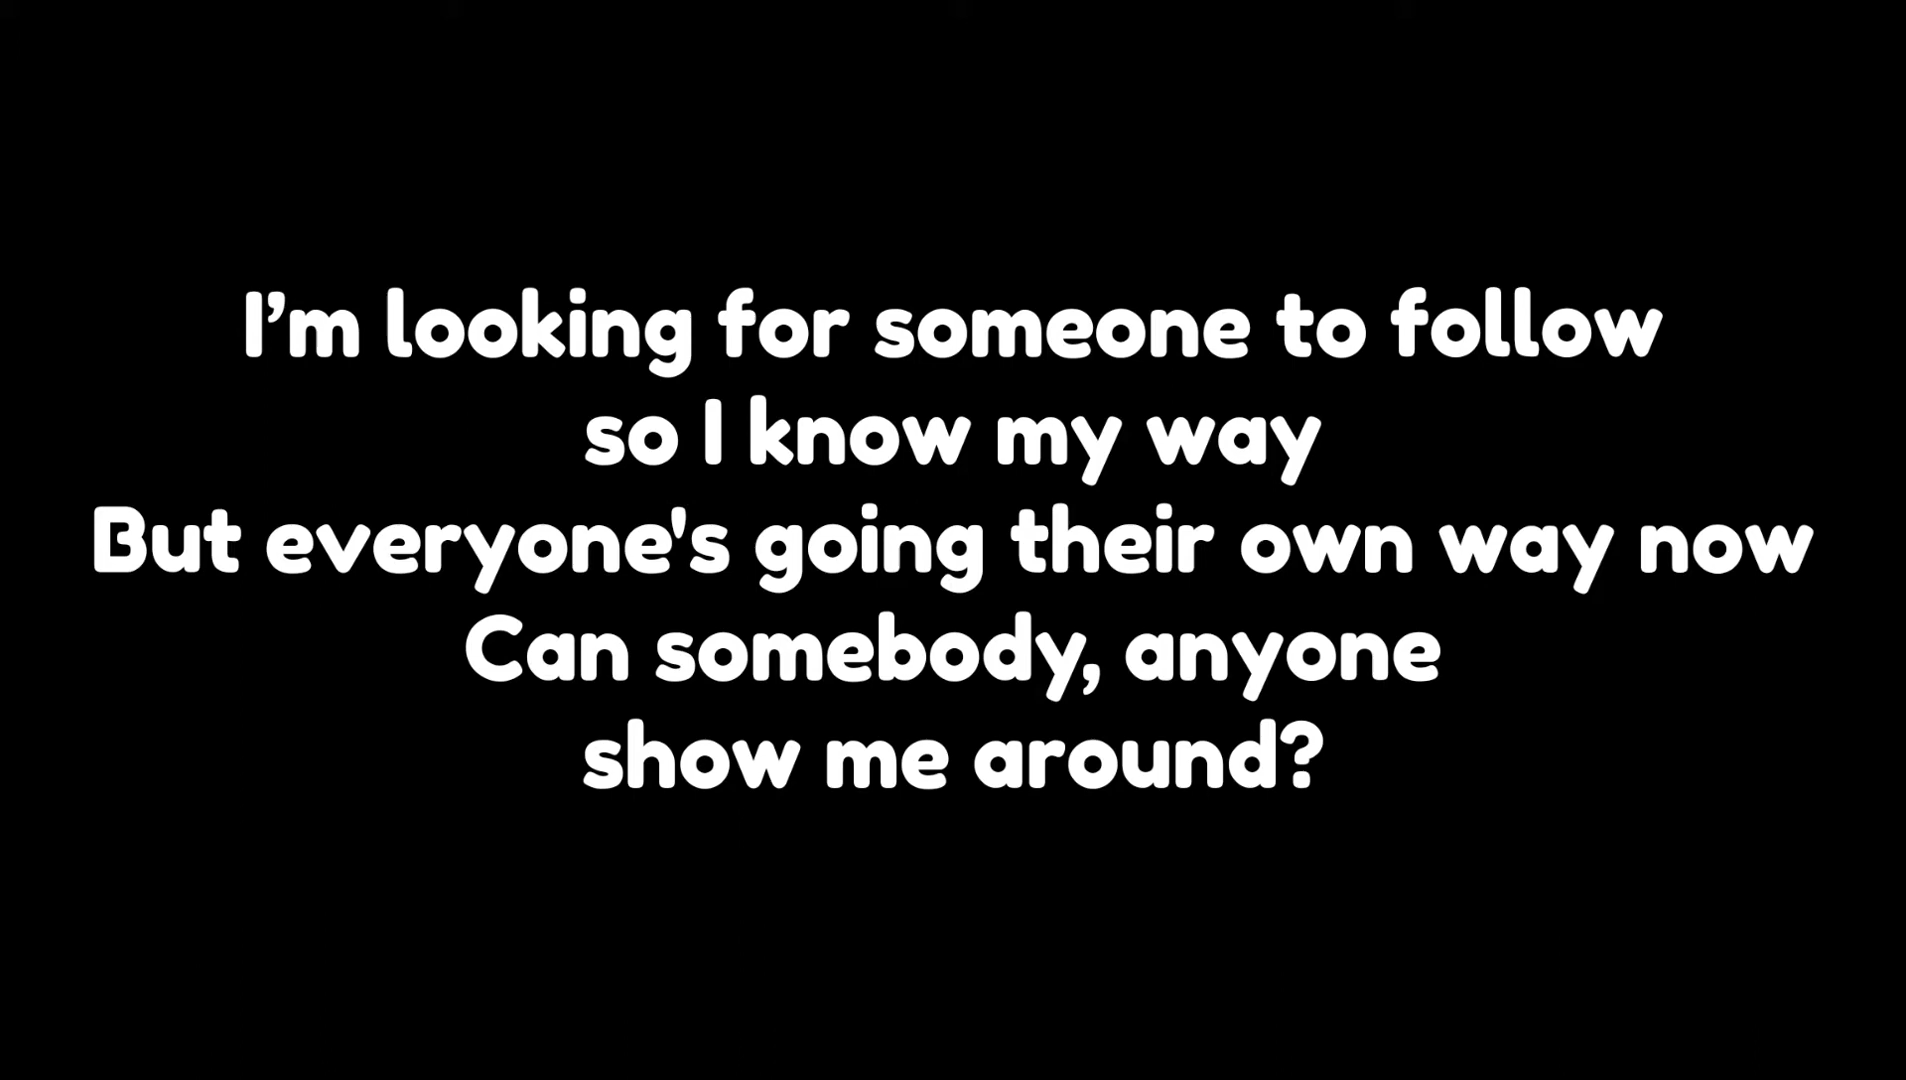 I’m looking for someone to follow
so I know my way
But everyone's going their own way now
Can somebody, anyone
show me around?